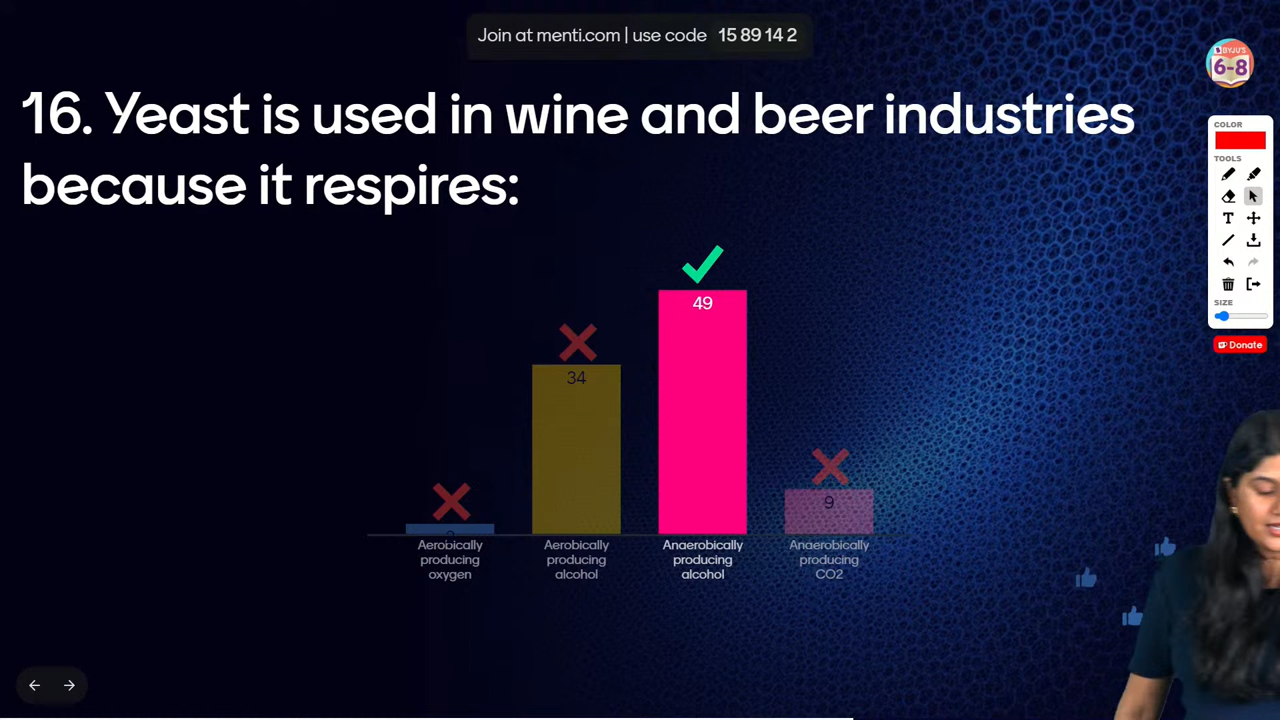 Join at menti.com | use code 15 89 14 2
BYJU'S
6-8
16. Yeast is used in wine and beer industries
because it respires:
COLOR
TOOLS
T
SIZE
Donate
49
34
9
Aerobically
producing
oxygen
Aerobically
producing
alcohol
Anaerobically
producing
alcohol
Anaerobically
producing
CO2